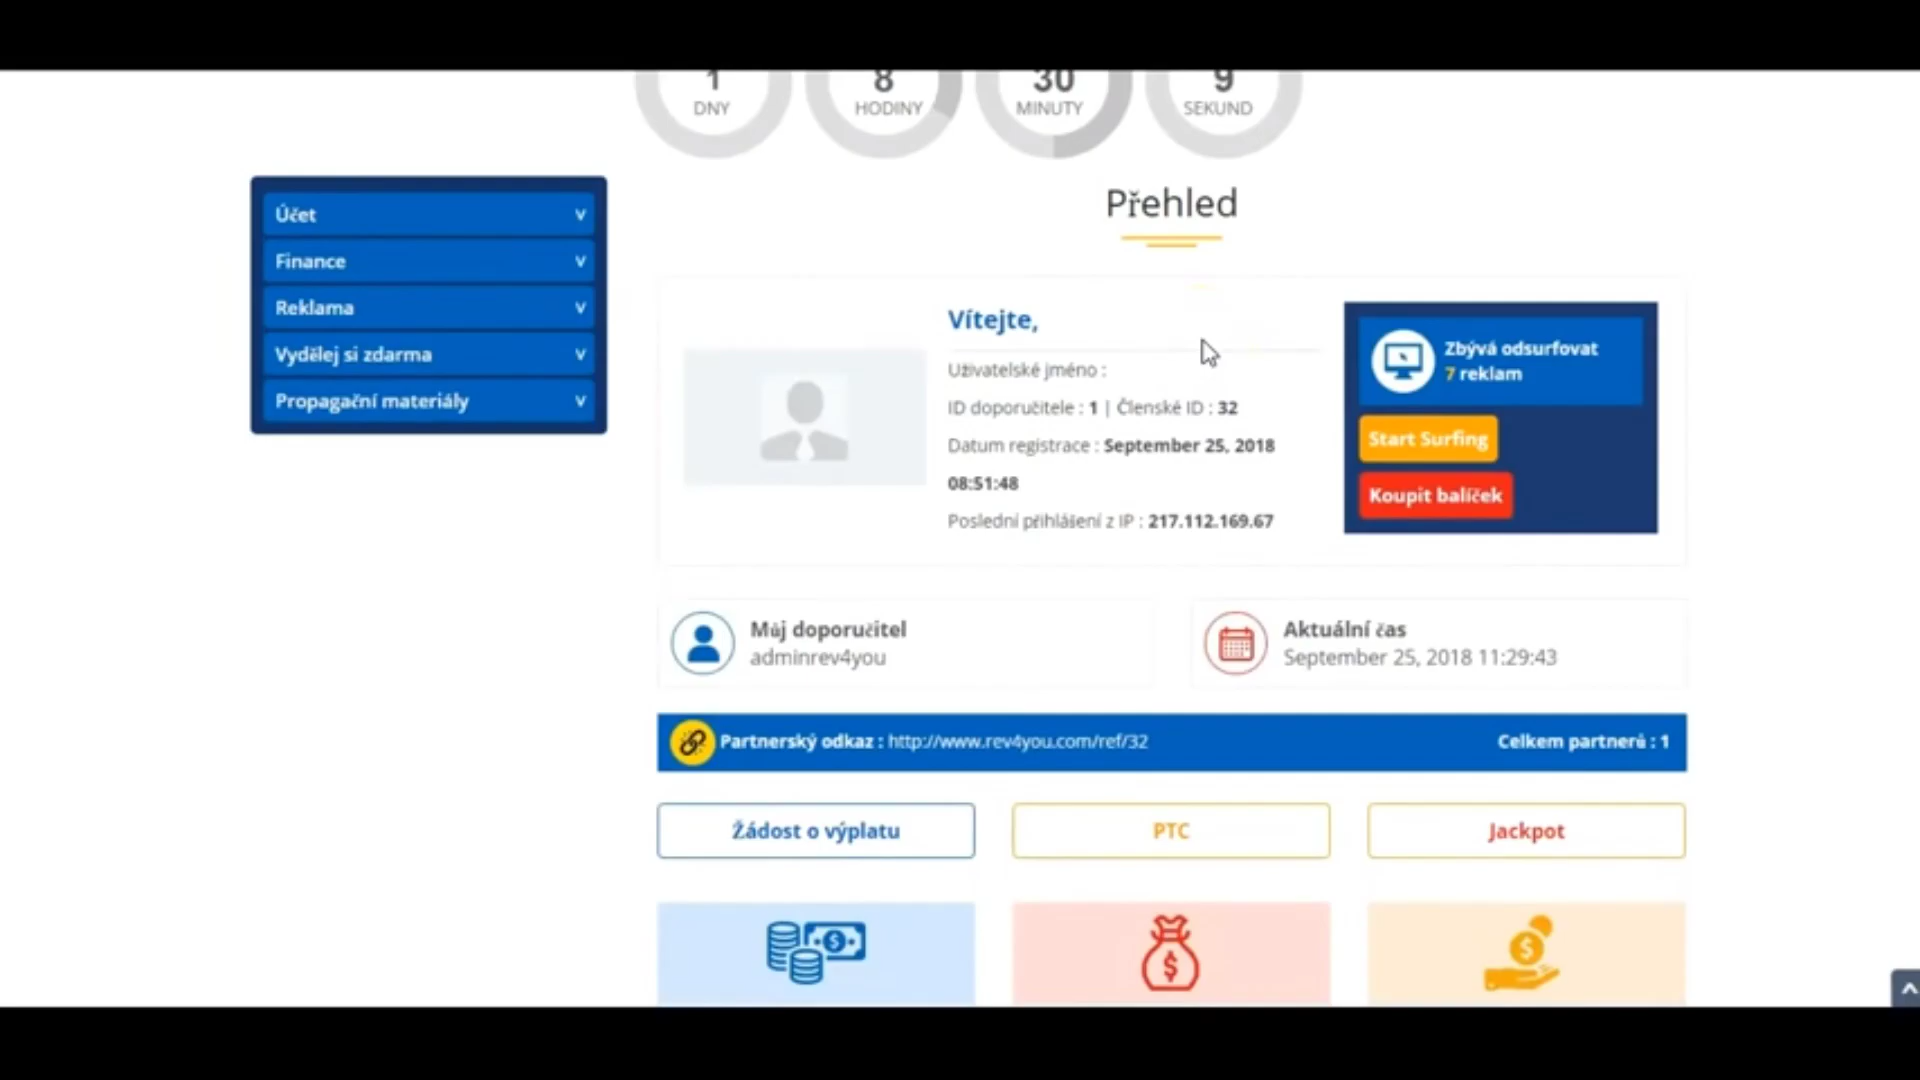 1 8 30 9
DNY HODINY MINUTY SEKUND
Účet
Finance
Reklama
Vydělej si zdarma
Propagační materiály
Přehled
Vítejte,
Uživatelské jméno :
ID doporučitele : 1 | Členské ID : 32
Datum registrace : September 25, 2018
08:51:48
Poslední přihlášení z IP : 217.112.169.67
Zbývá odsurfovat
7 reklam
Start Surfing
Koupit balíček
Můj doporučitel
adminrev4you
Aktuální čas
September 25, 2018 11:29:43
Partnerský odkaz : http://www.rev4you.com/ref/32 Celkem partnerů : 1
Žádost o výplatu PTC Jackpot